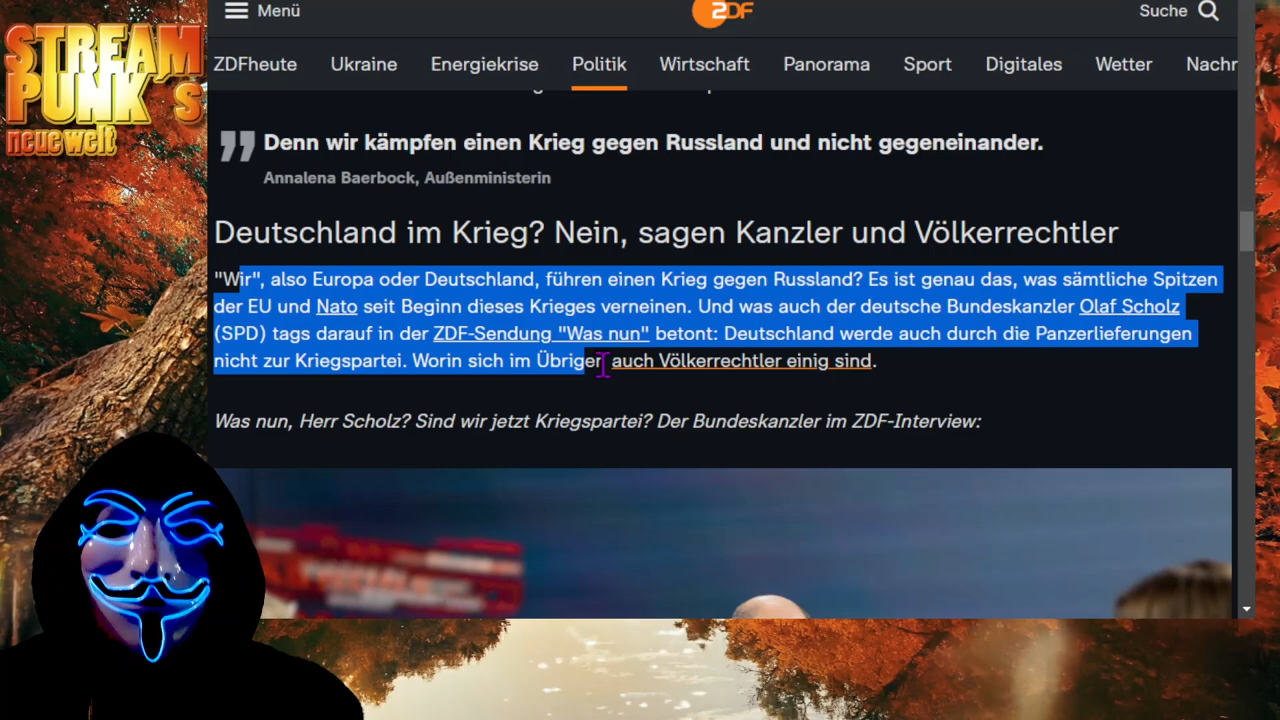 STREAM
PUNK´s
neue welt
Menü
ZDF
Suche
ZDFheute Ukraine Energiekrise Politik Wirtschaft Panorama Sport Digitales Wetter Nachr
Denn wir kämpfen einen Krieg gegen Russland und nicht gegeneinander.
Annalena Baerbock, Außenministerin
Deutschland im Krieg? Nein, sagen Kanzler und Völkerrechtler
"Wir", also Europa oder Deutschland, führen einen Krieg gegen Russland? Es ist genau das, was sämtliche Spitzen
der EU und Nato seit Beginn dieses Krieges verneinen. Und was auch der deutsche Bundeskanzler Olaf Scholz
(SPD) tags darauf in der ZDF-Sendung "Was nun" betont: Deutschland werde auch durch die Panzerlieferungen
nicht zur Kriegspartei. Worin sich im Übrigen auch Völkerrechtler einig sind.
Was nun, Herr Scholz? Sind wir jetzt Kriegspartei? Der Bundeskanzler im ZDF-Interview: